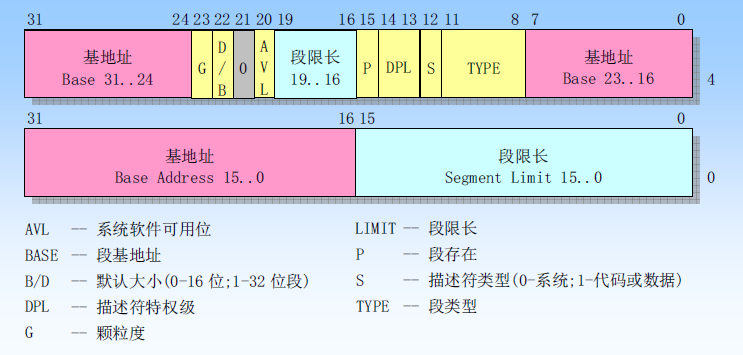 31 24 23 22 21 20 19 16 15 14 13 12 11 8 7 0
基地址 Base 31..24 G D/B 0 AVL 段限长 19..16 P DPL S TYPE 基地址 Base 23..16 4
31 16 15 0
基地址 段限长
Base Address 15..0 Segment Limit 15..0 0
AVL -- 系统软件可用位 LIMIT -- 段限长
BASE -- 段基地址 P -- 段存在
B/D -- 默认大小(0-16 位;1-32 位段) S -- 描述符类型(0-系统;1-代码或数据)
DPL -- 描述符特权级 TYPE -- 段类型
G -- 颗粒度